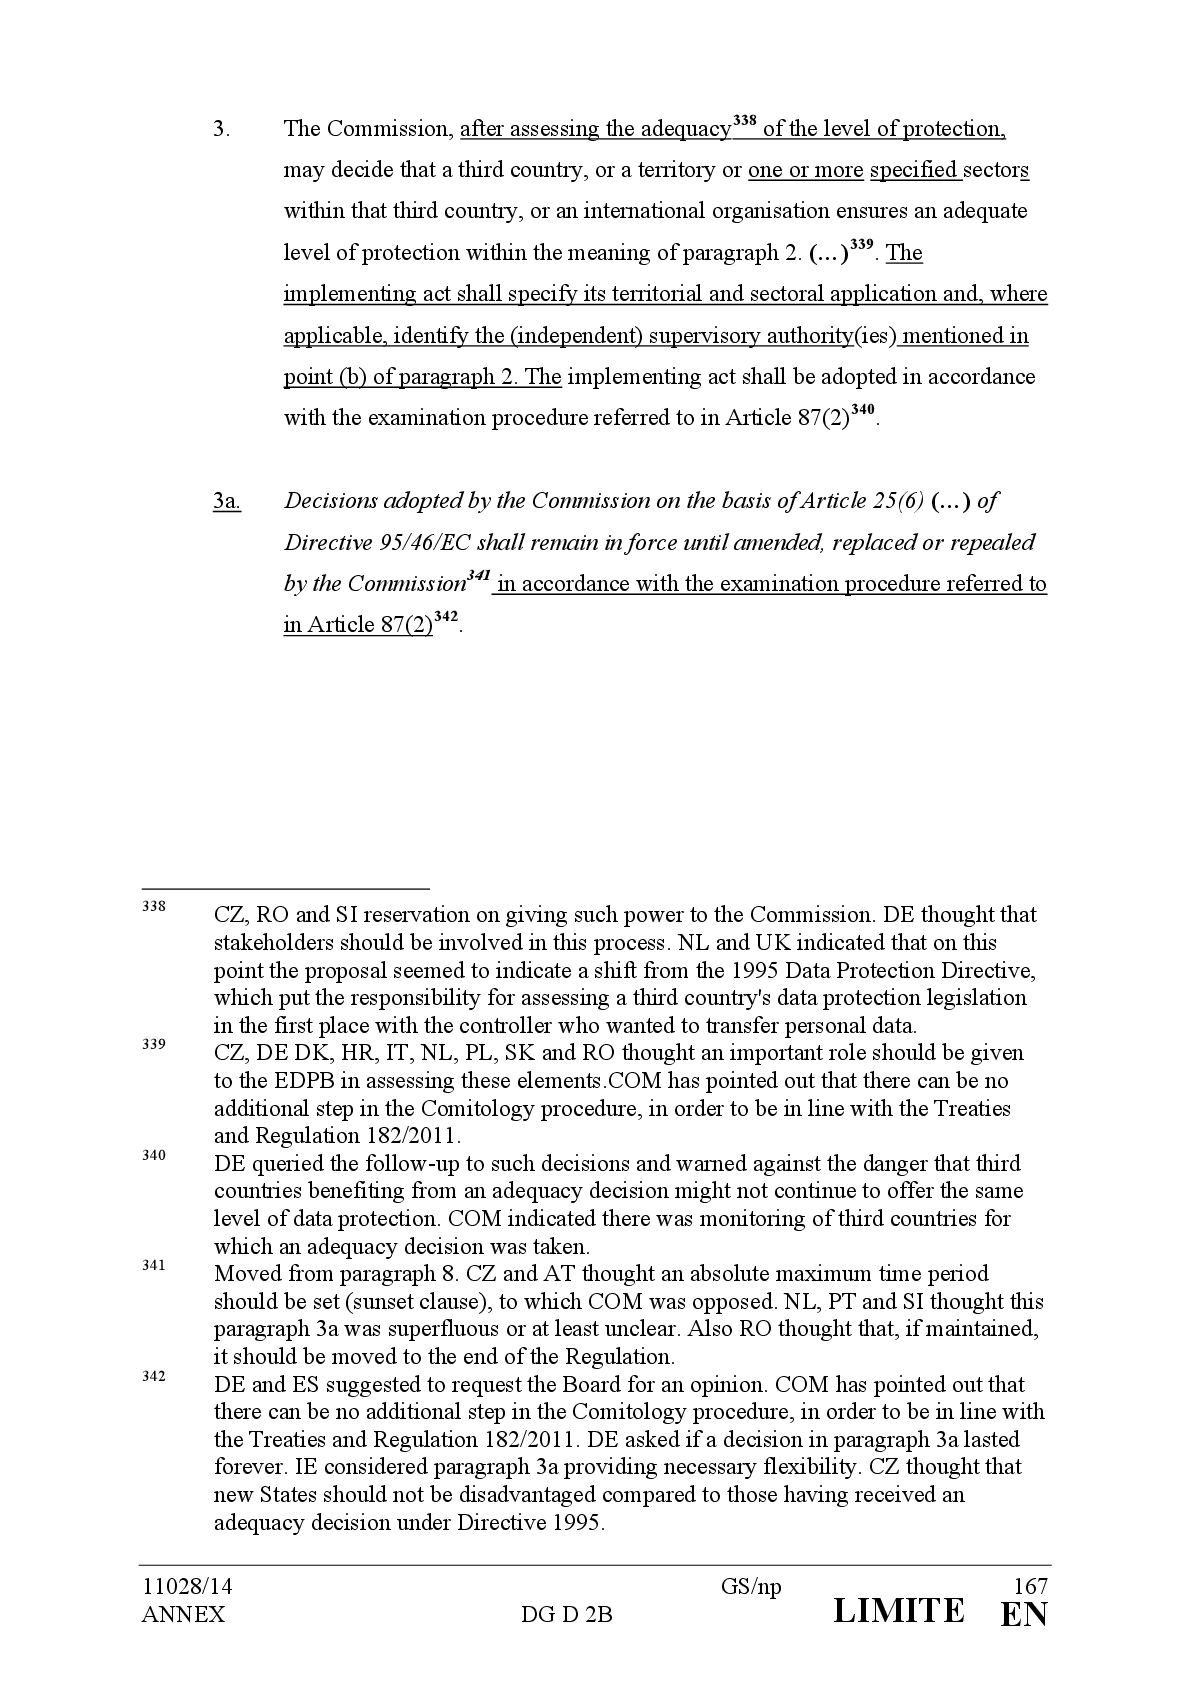 3. The Commission, after assessing the adequacy338 of the level of protection,
may decide that a third country, or a territory or one or more specified sectors
within that third country, or an international organisation ensures an adequate
level of protection within the meaning of paragraph 2. (…)339. The
implementing act shall specify its territorial and sectoral application and, where
applicable, identify the (independent) supervisory authority(ies) mentioned in
point (b) of paragraph 2. The implementing act shall be adopted in accordance
with the examination procedure referred to in Article 87(2)340.
3a. Decisions adopted by the Commission on the basis of Article 25(6) (…) of
Directive 95/46/EC shall remain in force until amended, replaced or repealed
by the Commission341 in accordance with the examination procedure referred to
in Article 87(2)342.
338 CZ, RO and SI reservation on giving such power to the Commission. DE thought that
stakeholders should be involved in this process. NL and UK indicated that on this
point the proposal seemed to indicate a shift from the 1995 Data Protection Directive,
which put the responsibility for assessing a third country's data protection legislation
in the first place with the controller who wanted to transfer personal data.
339 CZ, DE DK, HR, IT, NL, PL, SK and RO thought an important role should be given
to the EDPB in assessing these elements.COM has pointed out that there can be no
additional step in the Comitology procedure, in order to be in line with the Treaties
and Regulation 182/2011.
340 DE queried the follow-up to such decisions and warned against the danger that third
countries benefiting from an adequacy decision might not continue to offer the same
level of data protection. COM indicated there was monitoring of third countries for
which an adequacy decision was taken.
341 Moved from paragraph 8. CZ and AT thought an absolute maximum time period
should be set (sunset clause), to which COM was opposed. NL, PT and SI thought this
paragraph 3a was superfluous or at least unclear. Also RO thought that, if maintained,
it should be moved to the end of the Regulation.
342 DE and ES suggested to request the Board for an opinion. COM has pointed out that
there can be no additional step in the Comitology procedure, in order to be in line with
the Treaties and Regulation 182/2011. DE asked if a decision in paragraph 3a lasted
forever. IE considered paragraph 3a providing necessary flexibility. CZ thought that
new States should not be disadvantaged compared to those having received an
adequacy decision under Directive 1995.
11028/14 GS/np 167
ANNEX DG D 2B LIMITE EN